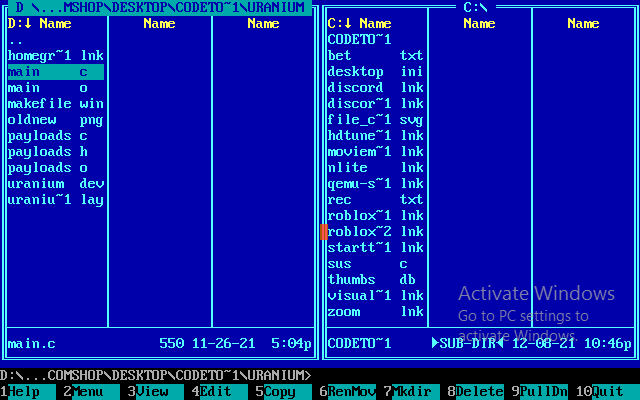 D \...MSHOP\DESKTOP\CODETO~1\URANIUM
D:↓ Name Name Name
..
homegr~1 lnk
main c
main o
makefile win
oldnew png
payloads c
payloads h
payloads o
uranium dev
uraniu~1 lay
main.c 550 11-26-21 5:04p
C:\
C:↓ Name Name Name
CODETO~1
bet txt
desktop ini
discord lnk
discor~1 lnk
file_c~1 svg
hdtune~1 lnk
moviem~1 lnk
nlite lnk
qemu-s~1 lnk
rec txt
roblox~1 lnk
roblox~2 lnk
startt~1 lnk
sus c
thumbs db
visual~1 lnk
zoom lnk
CODETO~1 ►SUB-DIR◄ 12-08-21 10:46p
Activate Windows
Go to PC settings to
activate Windows.
D:\...COMSHOP\DESKTOP\CODETO~1\URANIUM>
1Help 2Menu 3View 4Edit 5Copy 6RenMov 7Mkdir 8Delete 9PullDn 10Quit